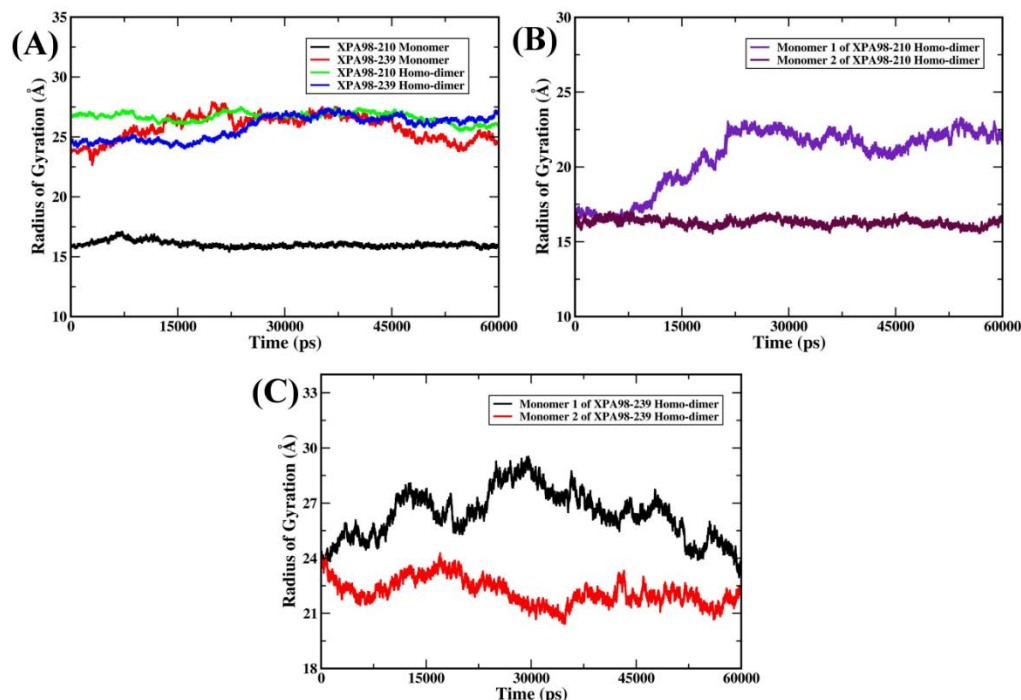 (A)
35
30
25
20
15
10
Radius of Gyration (Å)
XPA98-210 Monomer
XPA98-239 Monomer
XPA98-210 Homo-dimer
XPA98-239 Homo-dimer
0 15000 30000 45000 60000
Time (ps)
(B)
30
25
20
15
10
Radius of Gyration (Å)
Monomer 1 of XPA98-210 Homo-dimer
Monomer 2 of XPA98-210 Homo-dimer
0 15000 30000 45000 60000
Time (ps)
(C)
33
30
27
24
21
18
Radius of Gyration (Å)
Monomer 1 of XPA98-239 Homo-dimer
Monomer 2 of XPA98-239 Homo-dimer
0 15000 30000 45000 60000
Time (ps)